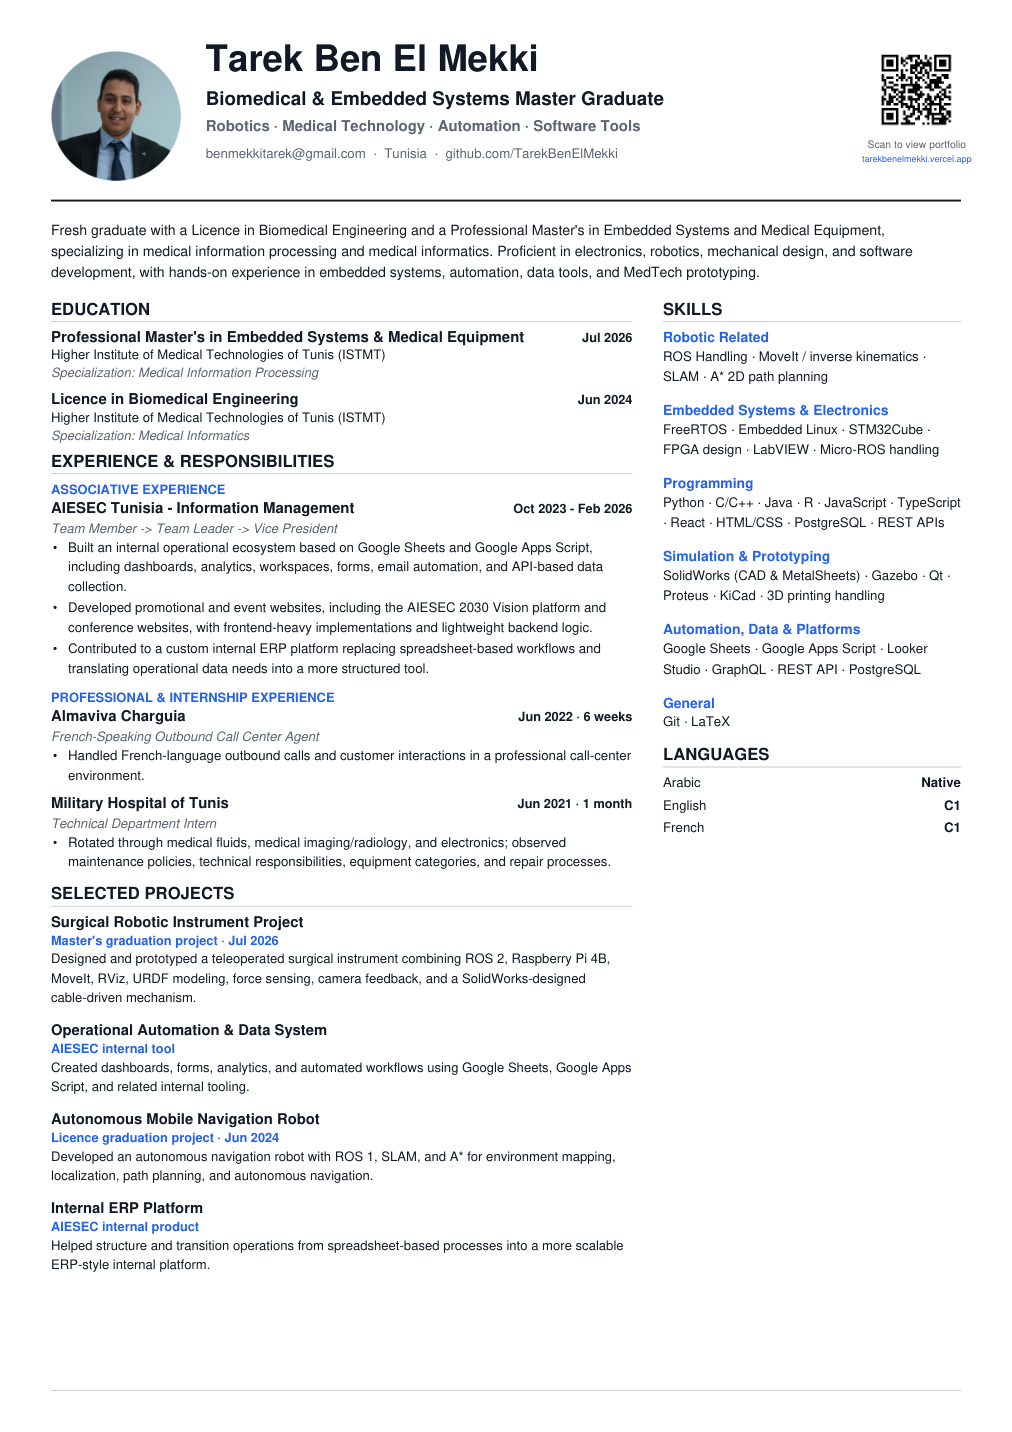 Tarek Ben El Mekki
Biomedical & Embedded Systems Master Graduate
Robotics · Medical Technology · Automation · Software Tools
benmekkitarek@gmail.com · Tunisia · github.com/TarekBenElMekki
Scan to view portfolio
tarekbenelmekki.vercel.app
Fresh graduate with a Licence in Biomedical Engineering and a Professional Master's in Embedded Systems and Medical Equipment,
specializing in medical information processing and medical informatics. Proficient in electronics, robotics, mechanical design, and software
development, with hands-on experience in embedded systems, automation, data tools, and MedTech prototyping.
EDUCATION
Professional Master's in Embedded Systems & Medical Equipment Jul 2026
Higher Institute of Medical Technologies of Tunis (ISTMT)
Specialization: Medical Information Processing
Licence in Biomedical Engineering Jun 2024
Higher Institute of Medical Technologies of Tunis (ISTMT)
Specialization: Medical Informatics
EXPERIENCE & RESPONSIBILITIES
ASSOCIATIVE EXPERIENCE
AIESEC Tunisia - Information Management Oct 2023 - Feb 2026
Team Member -> Team Leader -> Vice President
• Built an internal operational ecosystem based on Google Sheets and Google Apps Script,
including dashboards, analytics, workspaces, forms, email automation, and API-based data
collection.
• Developed promotional and event websites, including the AIESEC 2030 Vision platform and
conference websites, with frontend-heavy implementations and lightweight backend logic.
• Contributed to a custom internal ERP platform replacing spreadsheet-based workflows and
translating operational data needs into a more structured tool.
PROFESSIONAL & INTERNSHIP EXPERIENCE
Almaviva Charguia Jun 2022 · 6 weeks
French-Speaking Outbound Call Center Agent
• Handled French-language outbound calls and customer interactions in a professional call-center
environment.
Military Hospital of Tunis Jun 2021 · 1 month
Technical Department Intern
• Rotated through medical fluids, medical imaging/radiology, and electronics; observed
maintenance policies, technical responsibilities, equipment categories, and repair processes.
SELECTED PROJECTS
Surgical Robotic Instrument Project
Master's graduation project · Jul 2026
Designed and prototyped a teleoperated surgical instrument combining ROS 2, Raspberry Pi 4B,
MoveIt, RViz, URDF modeling, force sensing, camera feedback, and a SolidWorks-designed
cable-driven mechanism.
Operational Automation & Data System
AIESEC internal tool
Created dashboards, forms, analytics, and automated workflows using Google Sheets, Google Apps
Script, and related internal tooling.
Autonomous Mobile Navigation Robot
Licence graduation project · Jun 2024
Developed an autonomous navigation robot with ROS 1, SLAM, and A* for environment mapping,
localization, path planning, and autonomous navigation.
Internal ERP Platform
AIESEC internal product
Helped structure and transition operations from spreadsheet-based processes into a more scalable
ERP-style internal platform.
SKILLS
Robotic Related
ROS Handling · MoveIt / inverse kinematics ·
SLAM · A* 2D path planning
Embedded Systems & Electronics
FreeRTOS · Embedded Linux · STM32Cube ·
FPGA design · LabVIEW · Micro-ROS handling
Programming
Python · C/C++ · Java · R · JavaScript · TypeScript
· React · HTML/CSS · PostgreSQL · REST APIs
Simulation & Prototyping
SolidWorks (CAD & MetalSheets) · Gazebo · Qt ·
Proteus · KiCad · 3D printing handling
Automation, Data & Platforms
Google Sheets · Google Apps Script · Looker
Studio · GraphQL · REST API · PostgreSQL
General
Git · LaTeX
LANGUAGES
Arabic Native
English C1
French C1